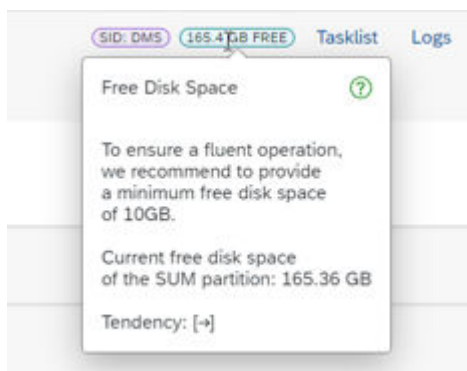 SID: DMS 165.4 GB FREE Tasklist Logs
Free Disk Space
To ensure a fluent operation,
we recommend to provide
a minimum free disk space
of 10GB.
Current free disk space
of the SUM partition: 165.36 GB
Tendency: [→]